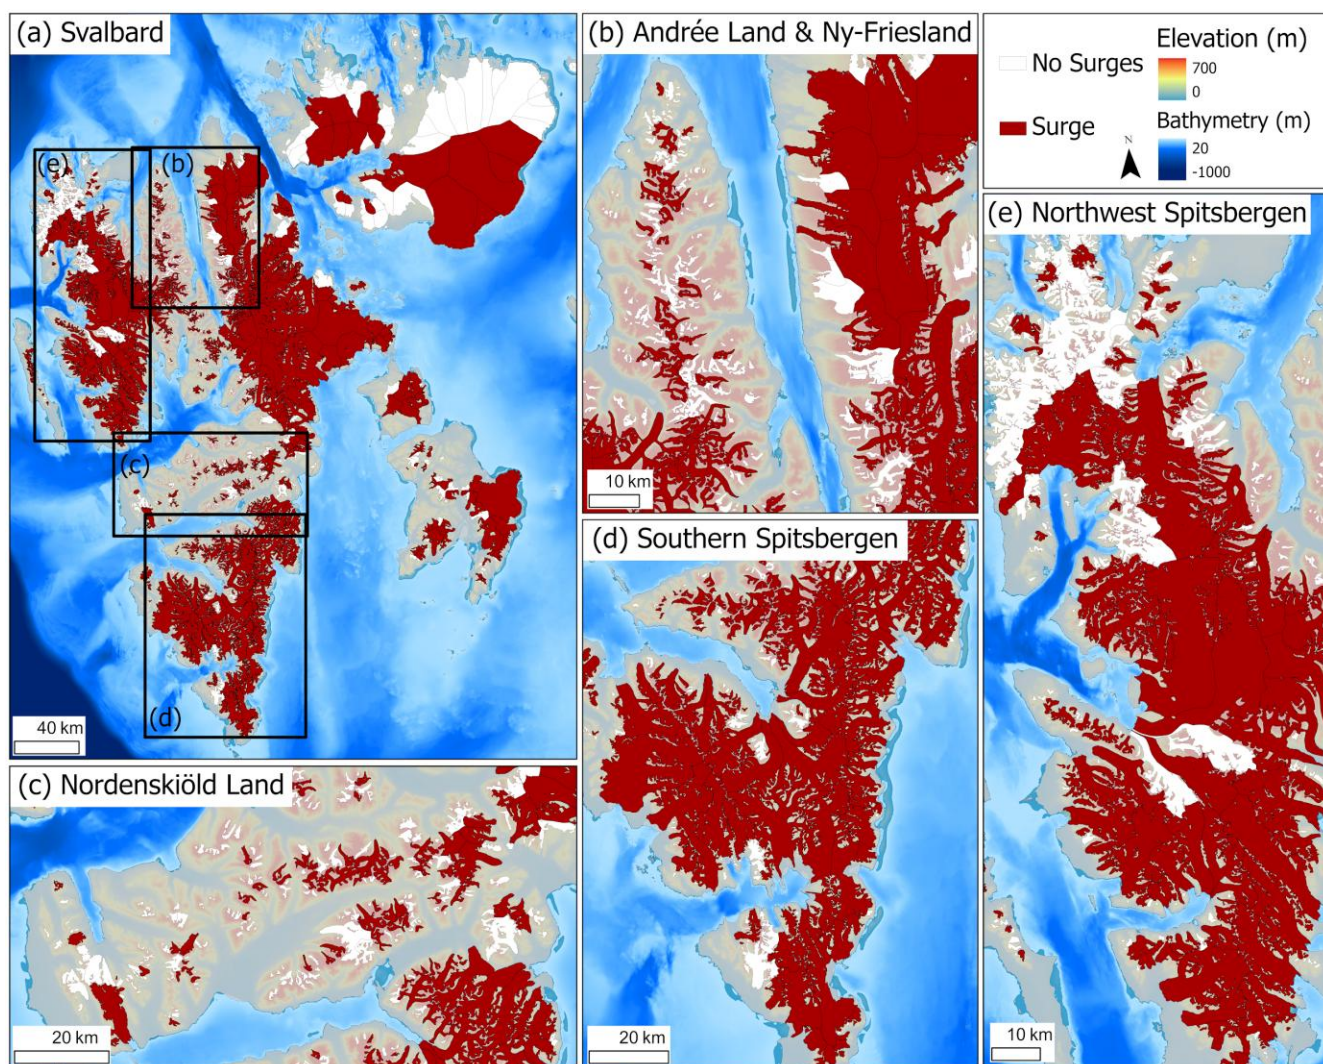 (a) Svalbard
(e)
(b)
(c)
(d)
40 km
(b) Andrée Land & Ny-Friesland
10 km
No Surges
Surge
Elevation (m)
700
0
N
Bathymetry (m)
20
-1000
(c) Nordenskiöld Land
20 km
(d) Southern Spitsbergen
20 km
(e) Northwest Spitsbergen
10 km